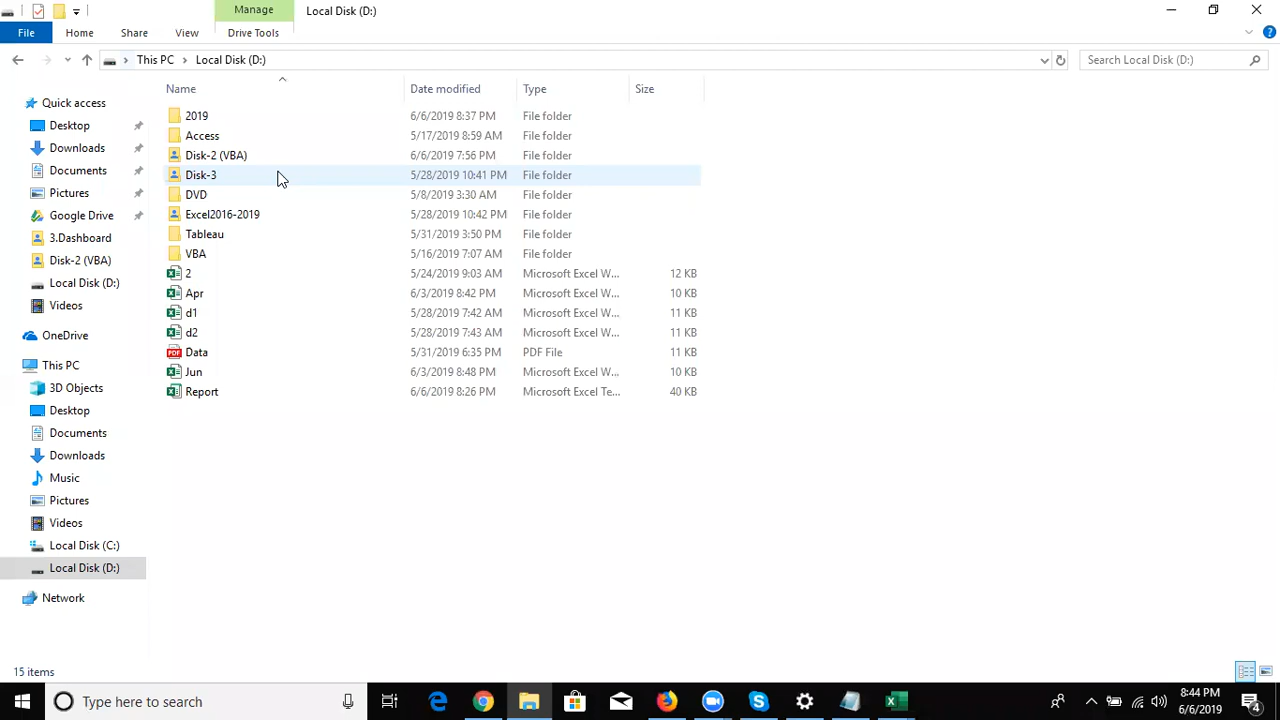 Manage
Local Disk (D:)
File
Home
Share
View
Drive Tools
This PC
Local Disk (D:)
Search Local Disk (D:)
Name
Date modified
Type
Size
Quick access
Desktop
Downloads
Documents
Pictures
Google Drive
3.Dashboard
Disk-2 (VBA)
Local Disk (D:)
Videos
OneDrive
This PC
3D Objects
Desktop
Documents
Downloads
Music
Pictures
Videos
Local Disk (C:)
Local Disk (D:)
Network
2019 6/6/2019 8:37 PM File folder
Access 5/17/2019 8:59 AM File folder
Disk-2 (VBA) 6/6/2019 7:56 PM File folder
Disk-3 5/28/2019 10:41 PM File folder
DVD 5/8/2019 3:30 AM File folder
Excel2016-2019 5/28/2019 10:42 PM File folder
Tableau 5/31/2019 3:50 PM File folder
VBA 5/16/2019 7:07 AM File folder
2 5/24/2019 9:03 AM Microsoft Excel W... 12 KB
Apr 6/3/2019 8:42 PM Microsoft Excel W... 10 KB
d1 5/28/2019 7:42 AM Microsoft Excel W... 11 KB
d2 5/28/2019 7:43 AM Microsoft Excel W... 11 KB
Data 5/31/2019 6:35 PM PDF File 11 KB
Jun 6/3/2019 8:48 PM Microsoft Excel W... 10 KB
Report 6/6/2019 8:26 PM Microsoft Excel Te... 40 KB
15 items
Type here to search
8:44 PM
6/6/2019
4